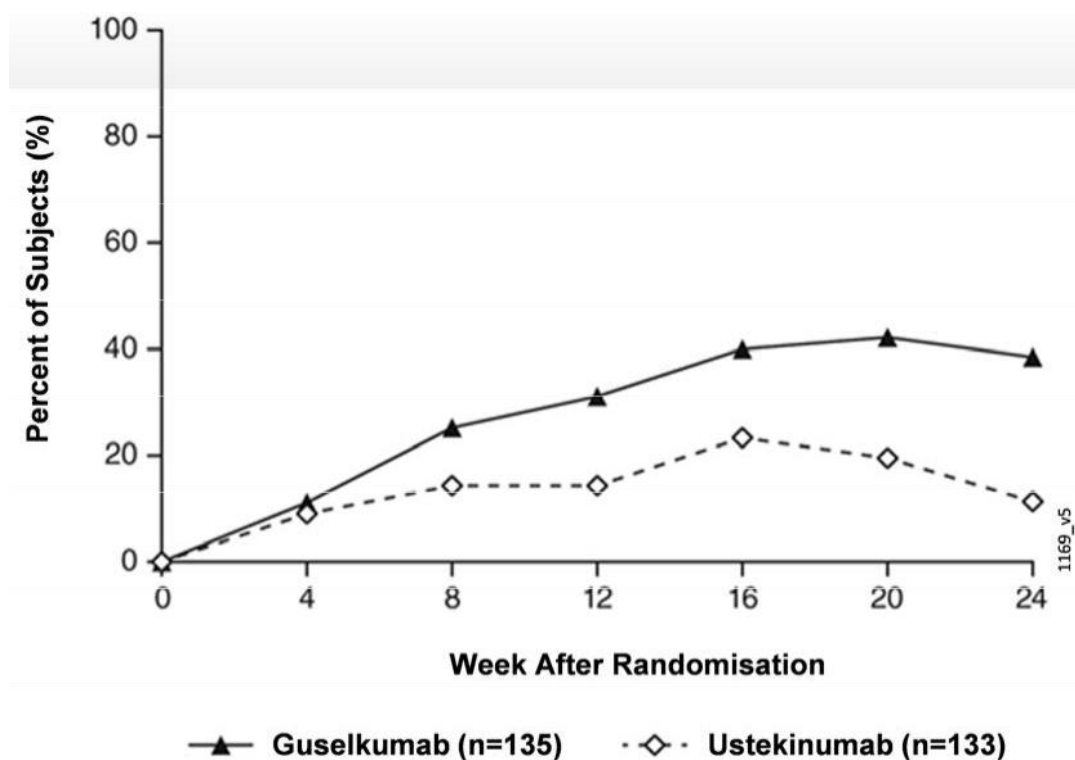 100
80
60
40
20
0
Percent of Subjects (%)
0 4 8 12 16 20 24
Week After Randomisation
1169_v5
Guselkumab (n=135) Ustekinumab (n=133)